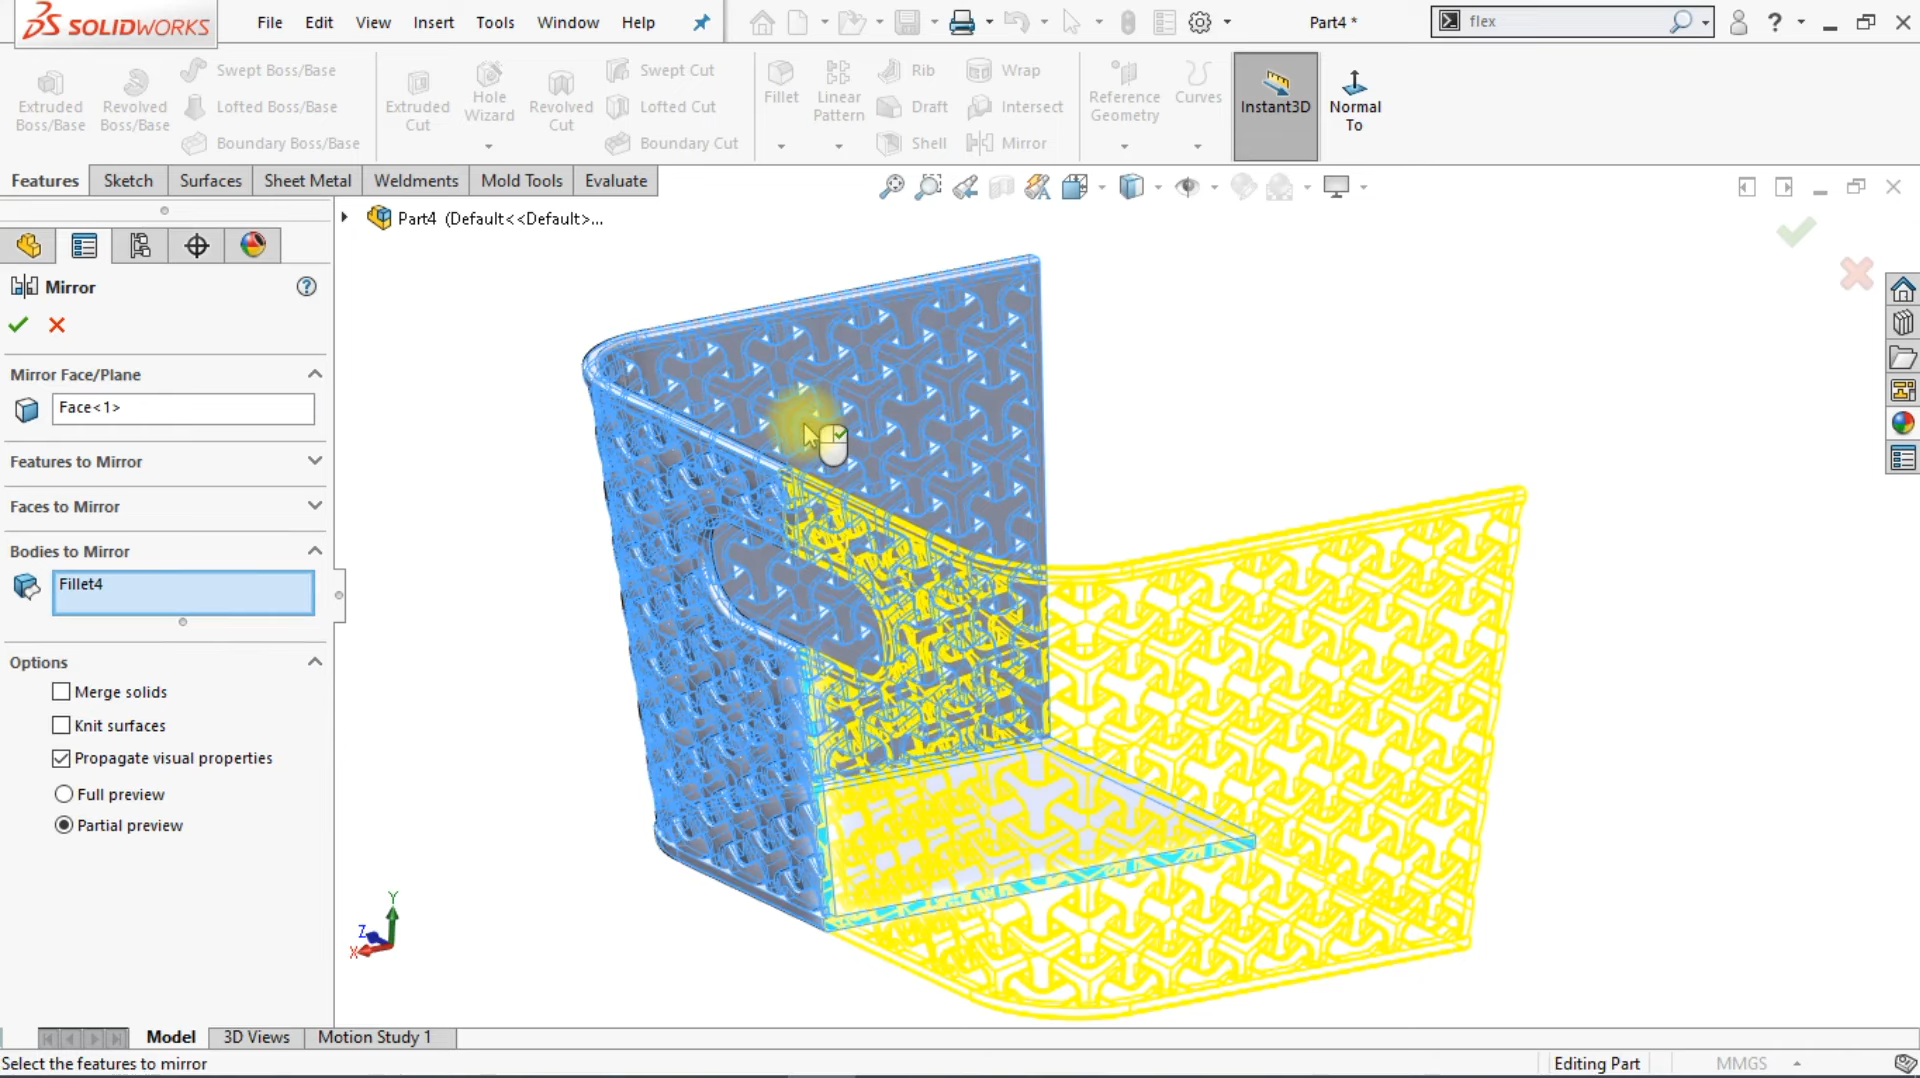 SOLIDWORKS
File Edit View Insert Tools Window Help
Part4 *
flex
Extruded Boss/Base
Revolved Boss/Base
Swept Boss/Base
Lofted Boss/Base
Boundary Boss/Base
Extruded Cut
Hole Wizard
Revolved Cut
Swept Cut
Lofted Cut
Boundary Cut
Fillet
Linear Pattern
Rib
Draft
Shell
Wrap
Intersect
Mirror
Reference Geometry
Curves
Instant3D
Normal To
Features Sketch Surfaces Sheet Metal Weldments Mold Tools Evaluate
Part4 (Default<<Default>...
Mirror
Mirror Face/Plane
Face<1>
Features to Mirror
Faces to Mirror
Bodies to Mirror
Fillet4
Options
Merge solids
Knit surfaces
Propagate visual properties
Full preview
Partial preview
Y
Z
X
Model 3D Views Motion Study 1
Select the features to mirror
Editing Part
MMGS